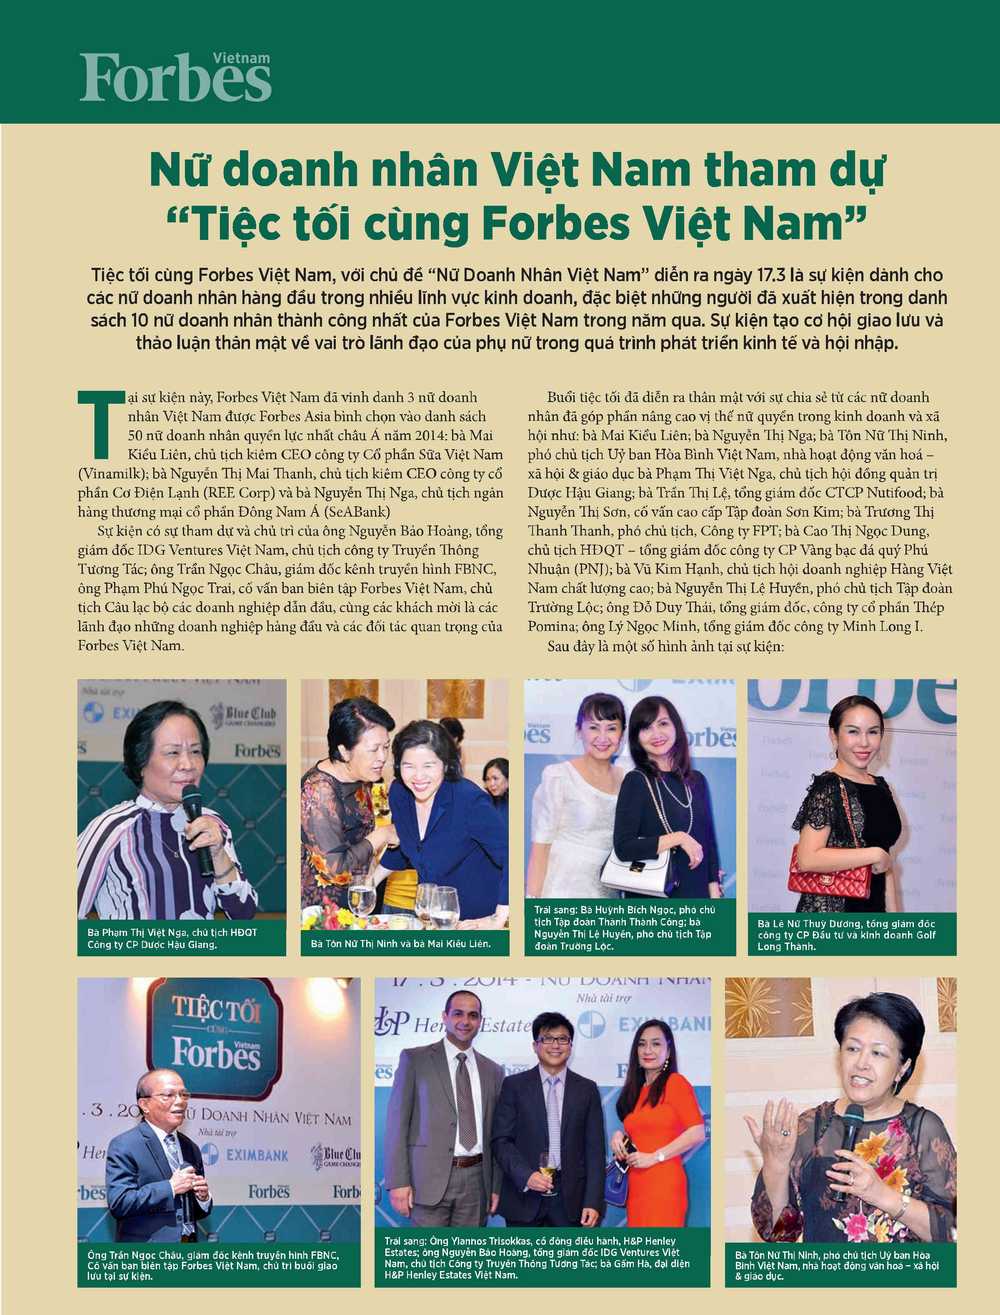 Vietnam
Forbes
Nữ doanh nhân Việt Nam tham dự
“Tiệc tối cùng Forbes Việt Nam”
Tiệc tối cùng Forbes Việt Nam, với chủ đề “Nữ Doanh Nhân Việt Nam” diễn ra ngày 17.3 là sự kiện dành cho
các nữ doanh nhân hàng đầu trong nhiều lĩnh vực kinh doanh, đặc biệt những người đã xuất hiện trong danh
sách 10 nữ doanh nhân thành công nhất của Forbes Việt Nam trong năm qua. Sự kiện tạo cơ hội giao lưu và
thảo luận thân mật về vai trò lãnh đạo của phụ nữ trong quá trình phát triển kinh tế và hội nhập.
Tại sự kiện này, Forbes Việt Nam đã vinh danh 3 nữ doanh
nhân Việt Nam được Forbes Asia bình chọn vào danh sách
50 nữ doanh nhân quyền lực nhất châu Á năm 2014: bà Mai
Kiều Liên, chủ tịch kiêm CEO công ty Cổ phần Sữa Việt Nam
(Vinamilk); bà Nguyễn Thị Mai Thanh, chủ tịch kiêm CEO công ty cổ
phần Cơ Điện Lạnh (REE Corp) và bà Nguyễn Thị Nga, chủ tịch ngân
hàng thương mại cổ phần Đông Nam Á (SeABank)
Sự kiện có sự tham dự và chủ trì của ông Nguyễn Bảo Hoàng, tổng
giám đốc IDG Ventures Việt Nam, chủ tịch công ty Truyền Thông
Tương Tác; ông Trần Ngọc Châu, giám đốc kênh truyền hình FBNC,
ông Phạm Phú Ngọc Trai, cố vấn ban biên tập Forbes Việt Nam, chủ
tịch Câu lạc bộ các doanh nghiệp dẫn đầu, cùng các khách mời là các
lãnh đạo những doanh nghiệp hàng đầu và các đối tác quan trọng của
Forbes Việt Nam.
Buổi tiệc tối đã diễn ra thân mật với sự chia sẻ từ các nữ doanh
nhân đã góp phần nâng cao vị thế nữ quyền trong kinh doanh và xã
hội như: bà Mai Kiều Liên; bà Nguyễn Thị Nga; bà Tôn Nữ Thị Ninh,
phó chủ tịch Uỷ ban Hòa Bình Việt Nam, nhà hoạt động văn hoá –
xã hội & giáo dục bà Phạm Thị Việt Nga, chủ tịch hội đồng quản trị
Dược Hậu Giang; bà Trần Thị Lệ, tổng giám đốc CTCP Nutifood; bà
Nguyễn Thị Sơn, cố vấn cao cấp Tập đoàn Sơn Kim; bà Trương Thị
Thanh Thanh, phó chủ tịch, Công ty FPT; bà Cao Thị Ngọc Dung,
chủ tịch HĐQT – tổng giám đốc công ty CP Vàng bạc đá quý Phú
Nhuận (PNJ); bà Vũ Kim Hạnh, chủ tịch hội doanh nghiệp Hàng Việt
Nam chất lượng cao; bà Nguyễn Thị Lệ Huyền, phó chủ tịch Tập đoàn
Trường Lộc; ông Đỗ Duy Thái, tổng giám đốc, công ty cổ phần Thép
Pomina; ông Lý Ngọc Minh, tổng giám đốc công ty Minh Long I.
Sau đây là một số hình ảnh tại sự kiện:
Nhà tài trợ
EXIM
Blue Club
GAME CHANGERS
Forbes
Bà Phạm Thị Việt Nga, chủ tịch HĐQT
Công ty CP Dược Hậu Giang.
Bà Tôn Nữ Thị Ninh và bà Mai Kiều Liên.
EXIMB
Vietnam
Trái sang: Bà Huỳnh Bích Ngọc, phó chủ
tịch Tập đoàn Thành Thành Công; bà
Nguyễn Thị Lệ Huyền, phó chủ tịch Tập
đoàn Trường Lộc.
Bà Lê Nữ Thuỳ Dương, tổng giám đốc
công ty CP Đầu tư và kinh doanh Golf
Long Thành.
TIỆC TỐI
CÙNG
Vietnam
Forbes
NỮ DOANH NHÂN VIỆT NAM
Nhà tài trợ
EXIMBANK
Blue Club
GAME CHANGERS
Forbes
Ông Trần Ngọc Châu, giám đốc kênh truyền hình FBNC,
Cố vấn ban biên tập Forbes Việt Nam, chủ trì buổi giao
lưu tại sự kiện.
17.3.2014 - NỮ DOANH NHÂN
Nhà tài trợ
H&P Henley Estates
EXIMBANK
Trái sang: Ông Yiannos Trisokkas, cổ đông điều hành, H&P Henley
Estates; ông Nguyễn Bảo Hoàng, tổng giám đốc IDG Ventures Việt
Nam, chủ tịch Công ty Truyền Thông Tương Tác; bà Gấm Hà, đại diện
H&P Henley Estates Việt Nam.
Bà Tôn Nữ Thị Ninh, phó chủ tịch Uỷ ban Hòa
Bình Việt Nam, nhà hoạt động văn hoá – xã hội
& giáo dục.